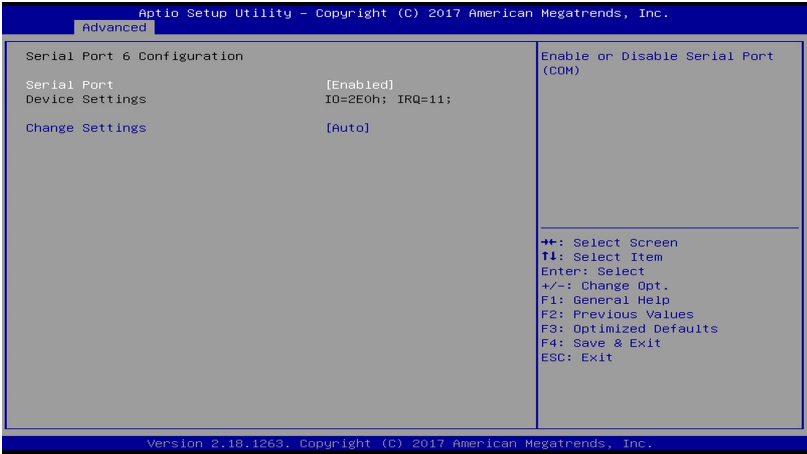 Aptio Setup Utility – Copyright (C) 2017 American Megatrends, Inc.
Advanced
Serial Port 6 Configuration
Serial Port [Enabled]
Device Settings IO=2E0h; IRQ=11;
Change Settings [Auto]
Enable or Disable Serial Port
(COM)
→←: Select Screen
↑↓: Select Item
Enter: Select
+/-: Change Opt.
F1: General Help
F2: Previous Values
F3: Optimized Defaults
F4: Save & Exit
ESC: Exit
Version 2.18.1263. Copyright (C) 2017 American Megatrends, Inc.